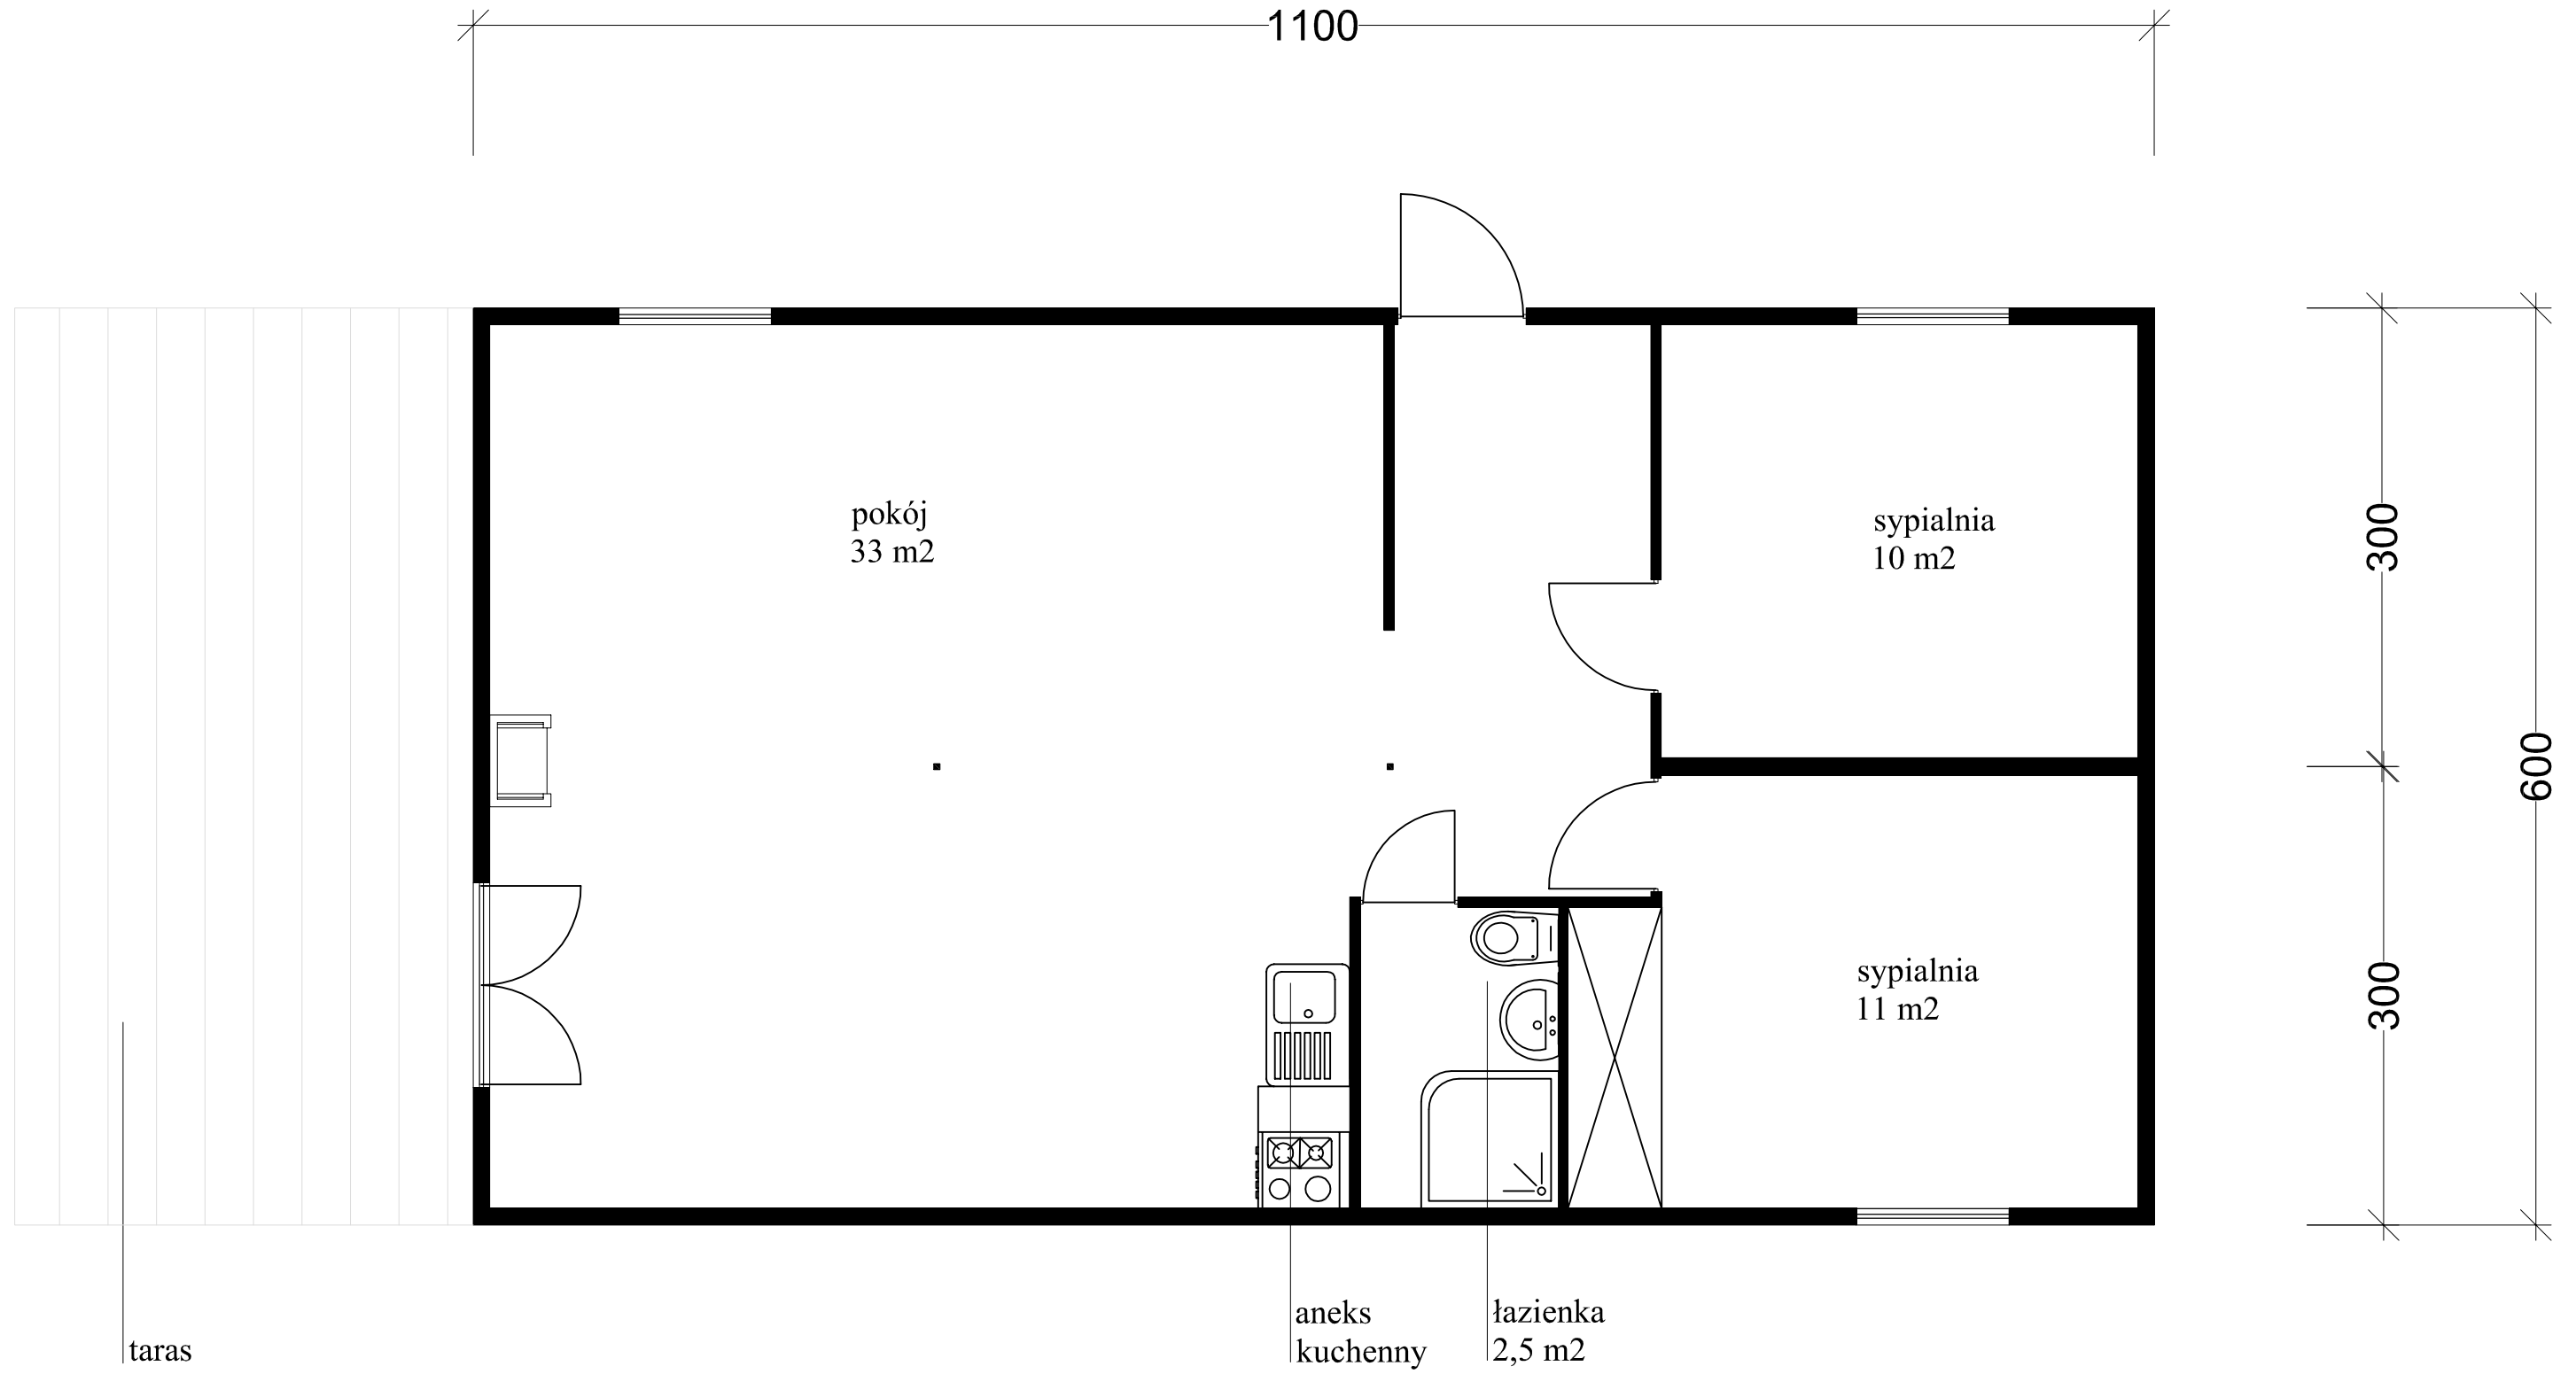 1100
pokój
33 m2
sypialnia
10 m2
300
600
sypialnia
11 m2
300
aneks
kuchenny
łazienka
2,5 m2
taras